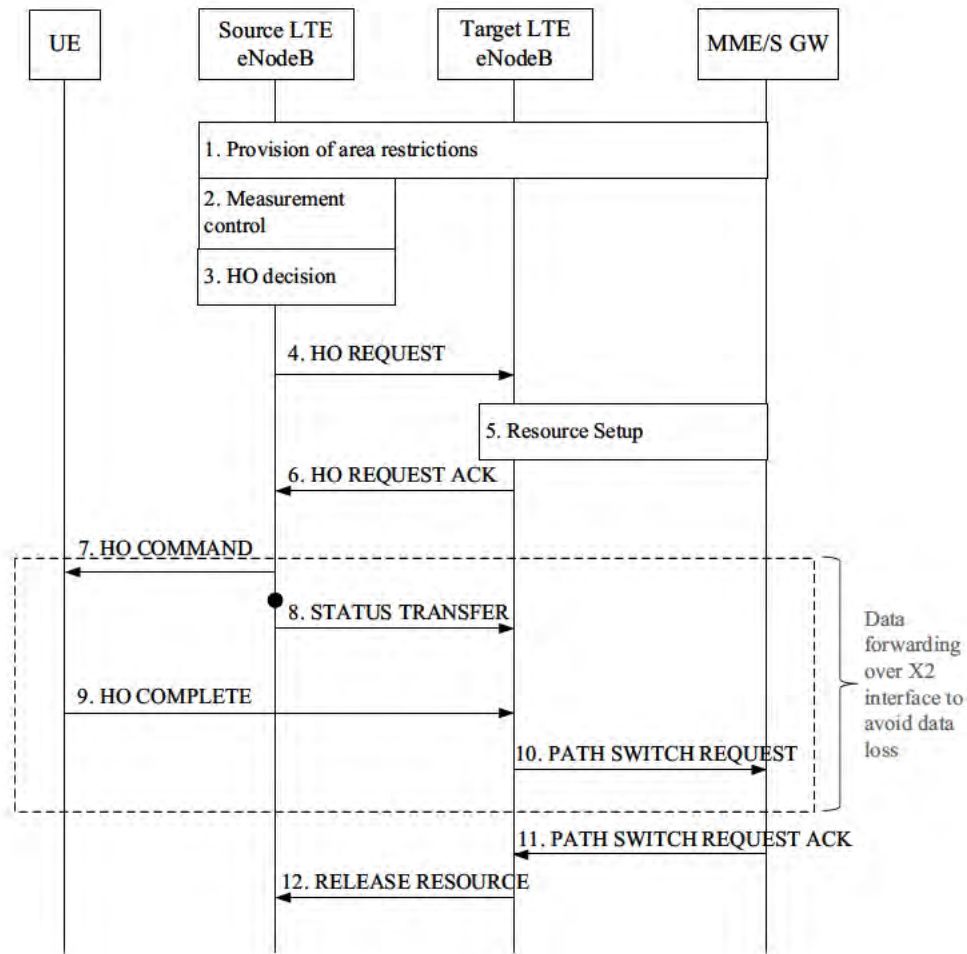 UE
Source LTE
eNodeB
Target LTE
eNodeB
MME/S GW
1. Provision of area restrictions
2. Measurement
control
3. HO decision
4. HO REQUEST
5. Resource Setup
6. HO REQUEST ACK
7. HO COMMAND
8. STATUS TRANSFER
9. HO COMPLETE
10. PATH SWITCH REQUEST
Data
forwarding
over X2
interface to
avoid data
loss
11. PATH SWITCH REQUEST ACK
12. RELEASE RESOURCE